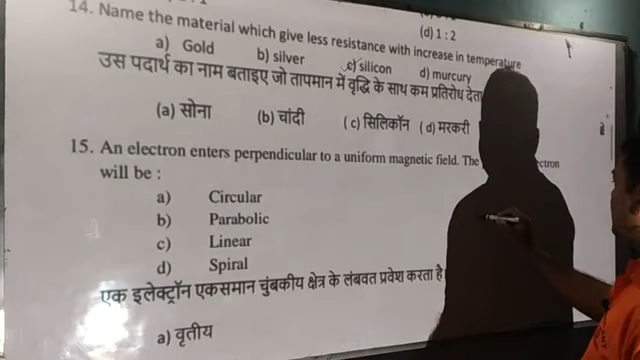 (d) 1 : 2
14. Name the material which give less resistance with increase in temperature
a) Gold b) silver c) silicon d) murcury
उस पदार्थ का नाम बताइए जो तापमान में वृद्धि के साथ कम प्रतिरोध देता
(a) सोना (b) चांदी (c) सिलिकॉन (d) मरकरी
15. An electron enters perpendicular to a uniform magnetic field. The ectron
will be :
a) Circular
b) Parabolic
c) Linear
d) Spiral
एक इलेक्ट्रॉन एकसमान चुंबकीय क्षेत्र के लंबवत प्रवेश करता है
a) वृतीय